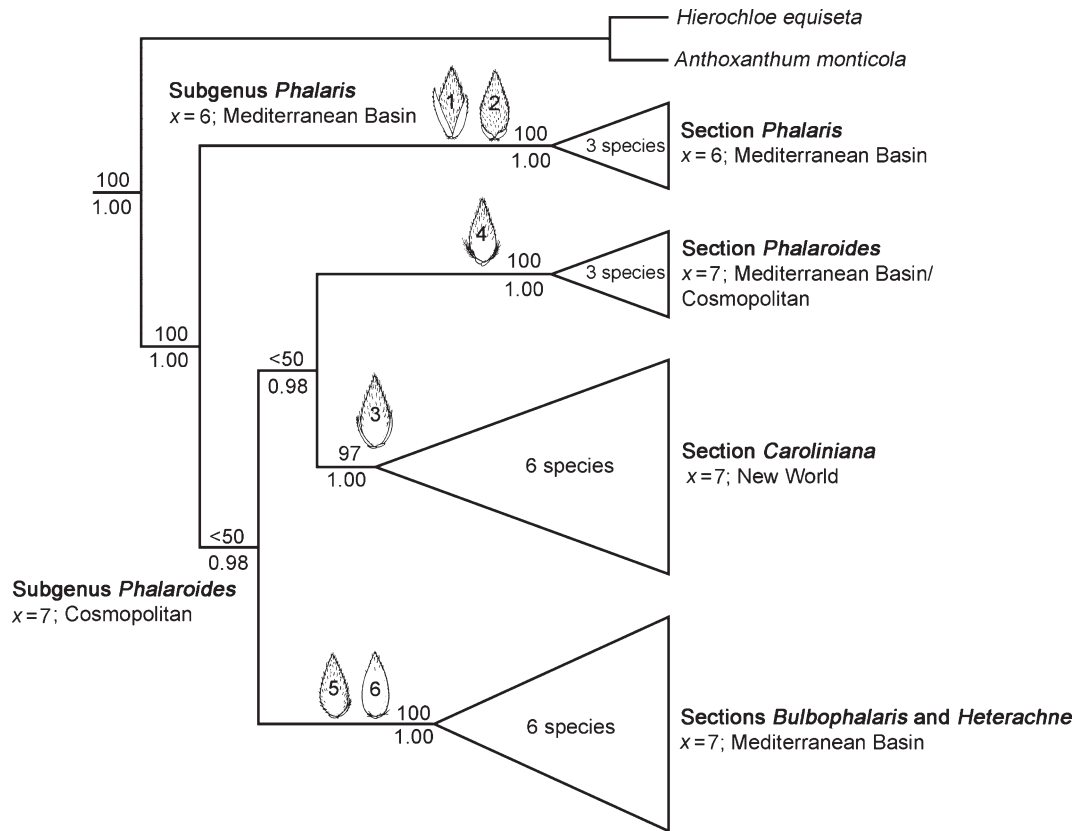 Hierochloe equiseta
Anthoxanthum monticola
Subgenus Phalaris
x=6; Mediterranean Basin
1
2
100
1.00
3 species
Section Phalaris
x=6; Mediterranean Basin
100
1.00
4
100
1.00
3 species
Section Phalaroides
x=7; Mediterranean Basin/
Cosmopolitan
100
1.00
<50
0.98
3
97
1.00
6 species
Section Caroliniana
x=7; New World
<50
0.98
Subgenus Phalaroides
x=7; Cosmopolitan
5
6
100
1.00
6 species
Sections Bulbophalaris and Heterachne
x=7; Mediterranean Basin